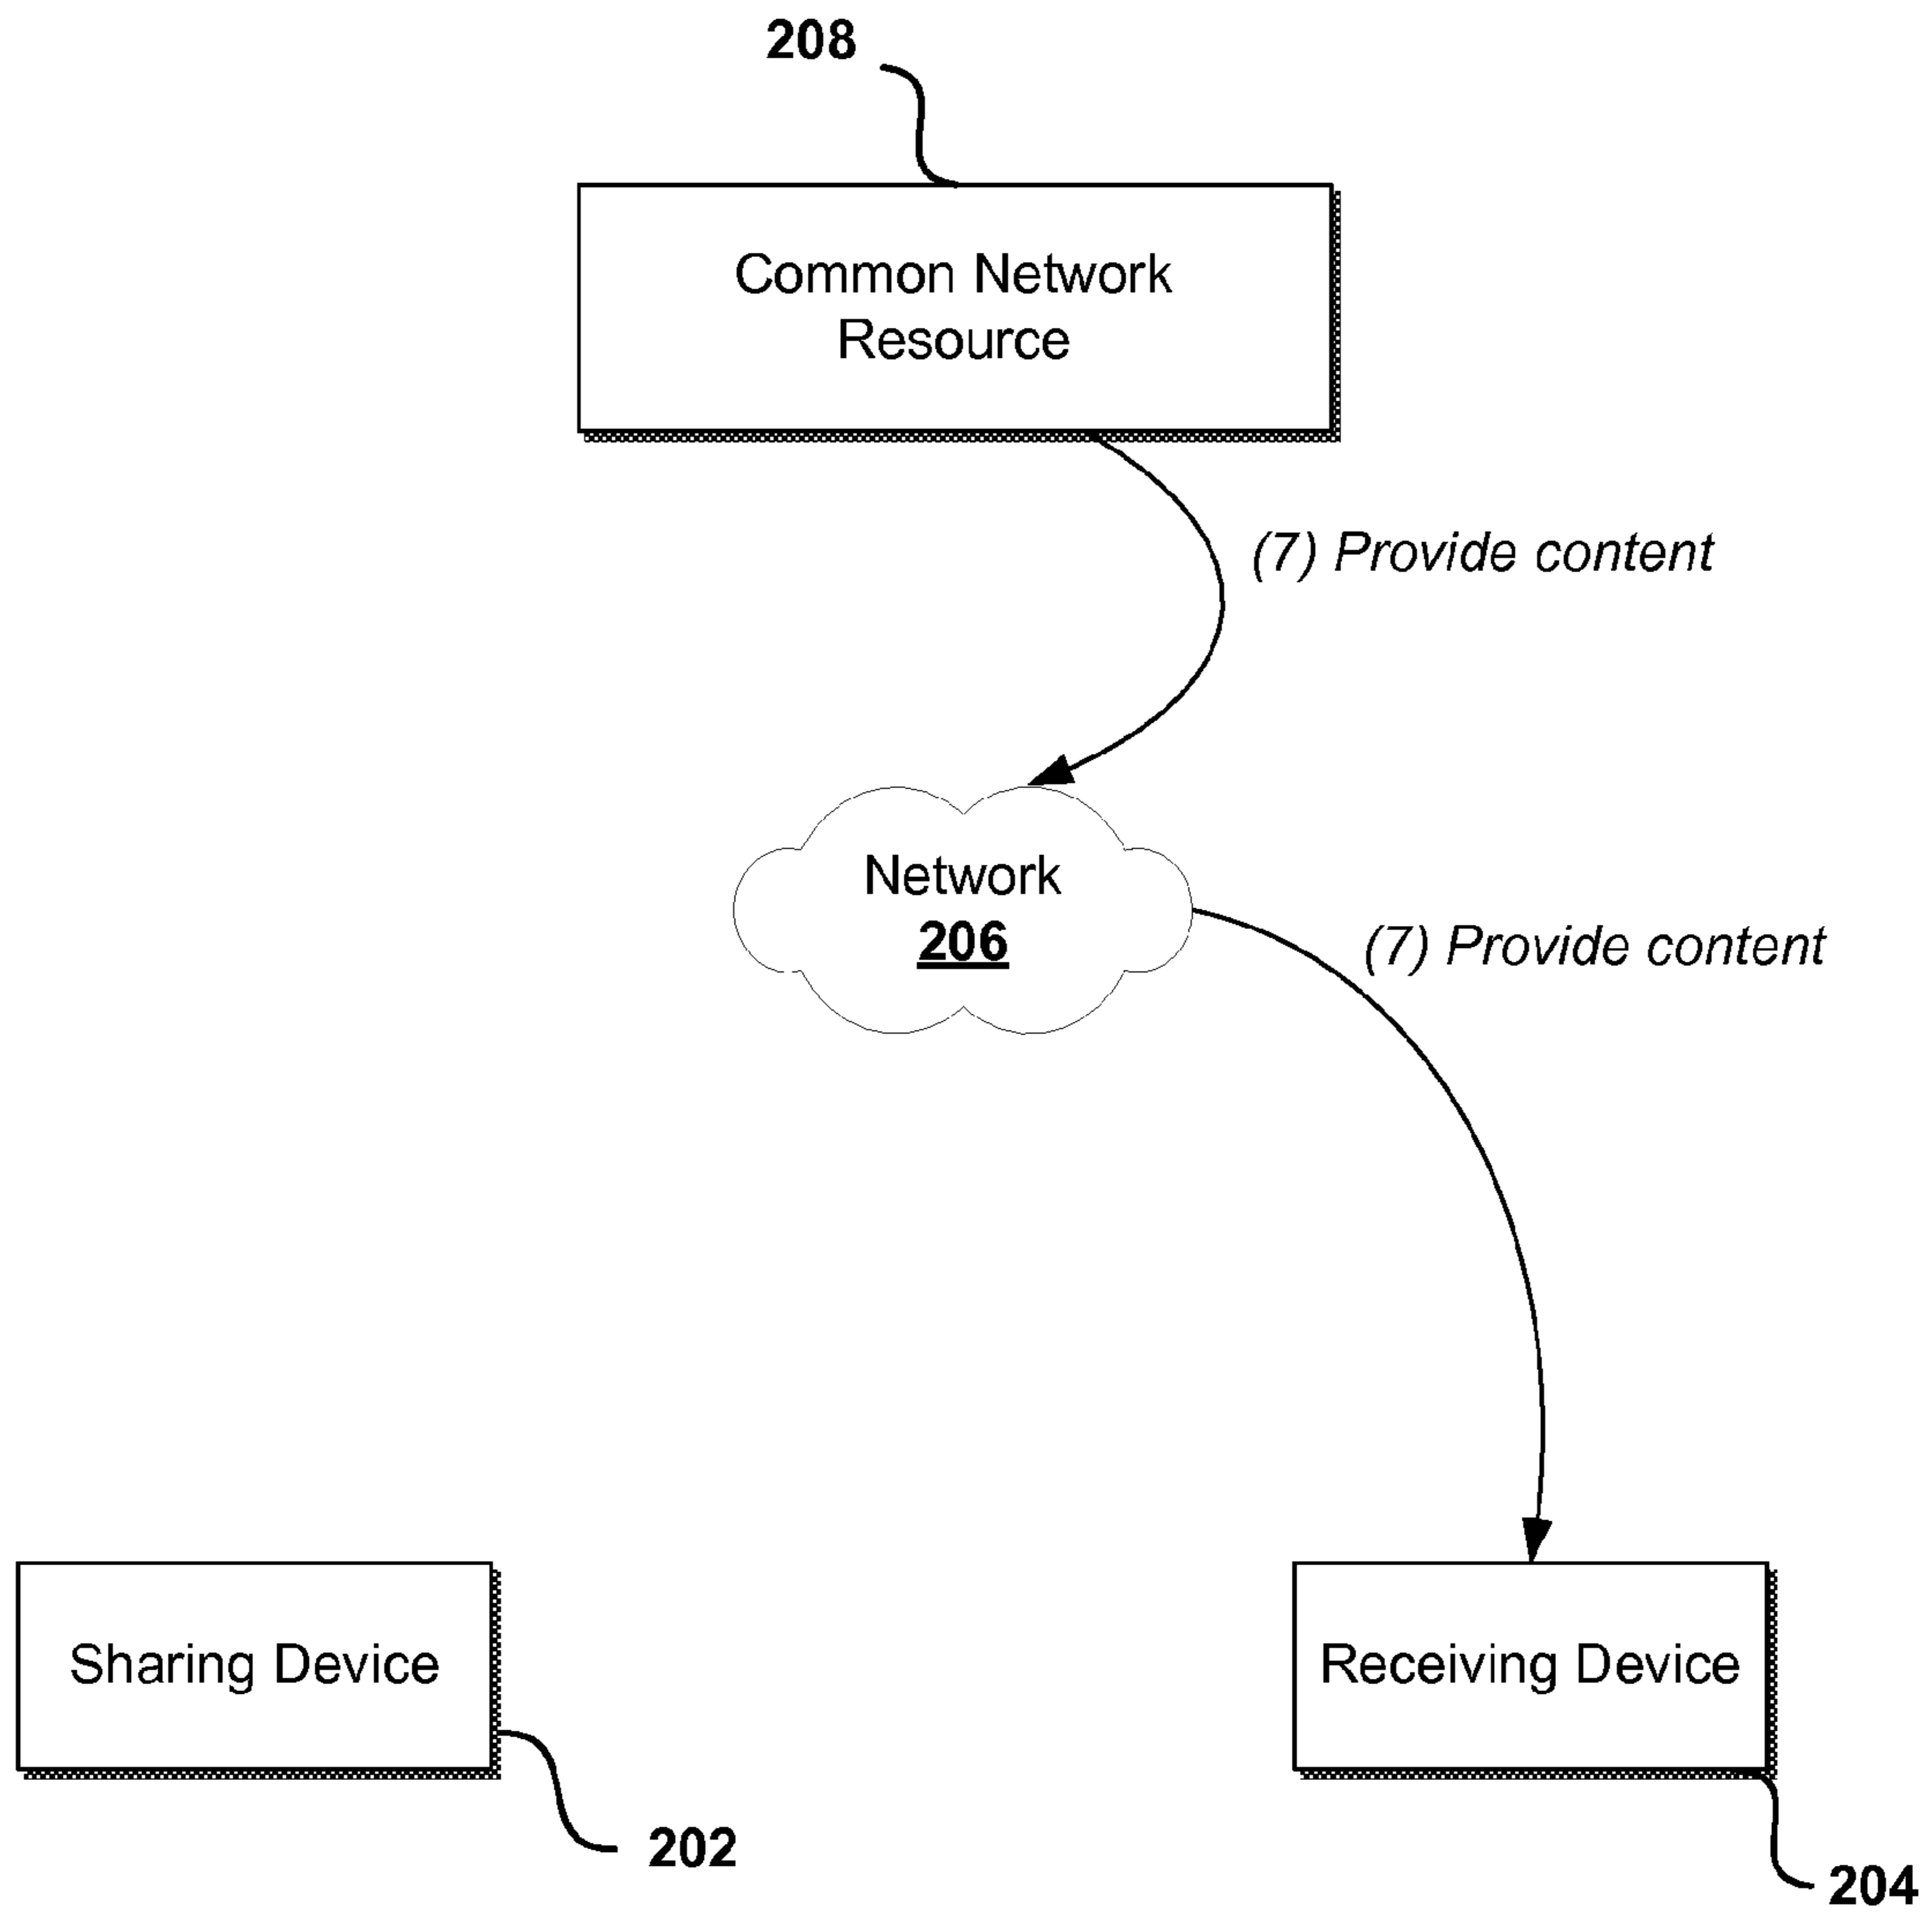 208
Common Network
Resource
(7) Provide content
Network
206
(7) Provide content
Sharing Device
Receiving Device
202
204